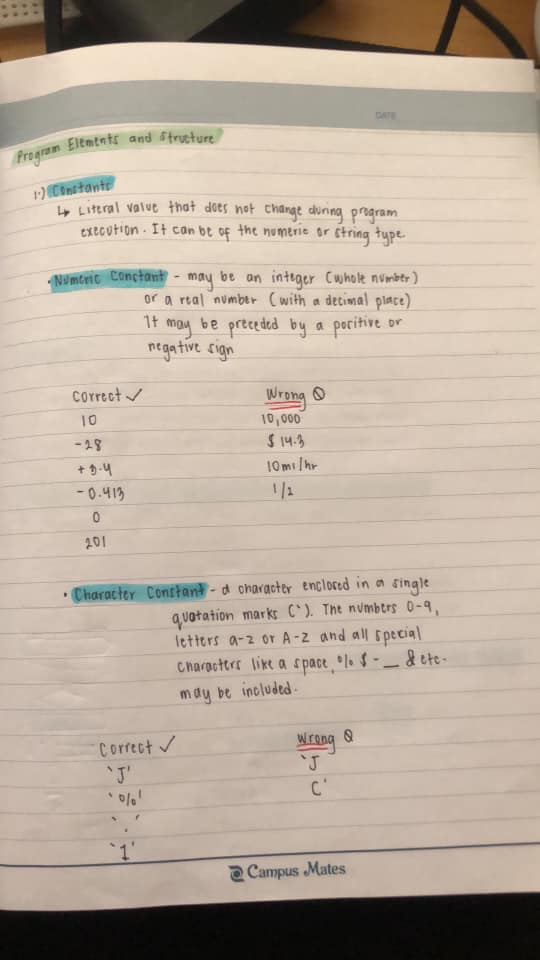 DATE
Program Elements and Structure
1.) Constants
↳ Literal value that does not change during program
execution. It can be of the numeric or string type.
• Numeric Constant - may be an integer (whole number)
or a real number (with a decimal place)
It may be preceded by a positive or
negative sign
Correct ✓ Wrong
10 10,000
-28 $ 14.3
+3.4 10mi/hr
-0.413 1/2
0
201
• Character Constant - a character enclosed in a single
quotation marks (`). The numbers 0-9,
letters a-z or A-Z and all special
characters like a space, % $ - _ & etc.
may be included.
Correct ✓ Wrong
`J' `J
`%' C'
`.'
`1'
Campus Mates